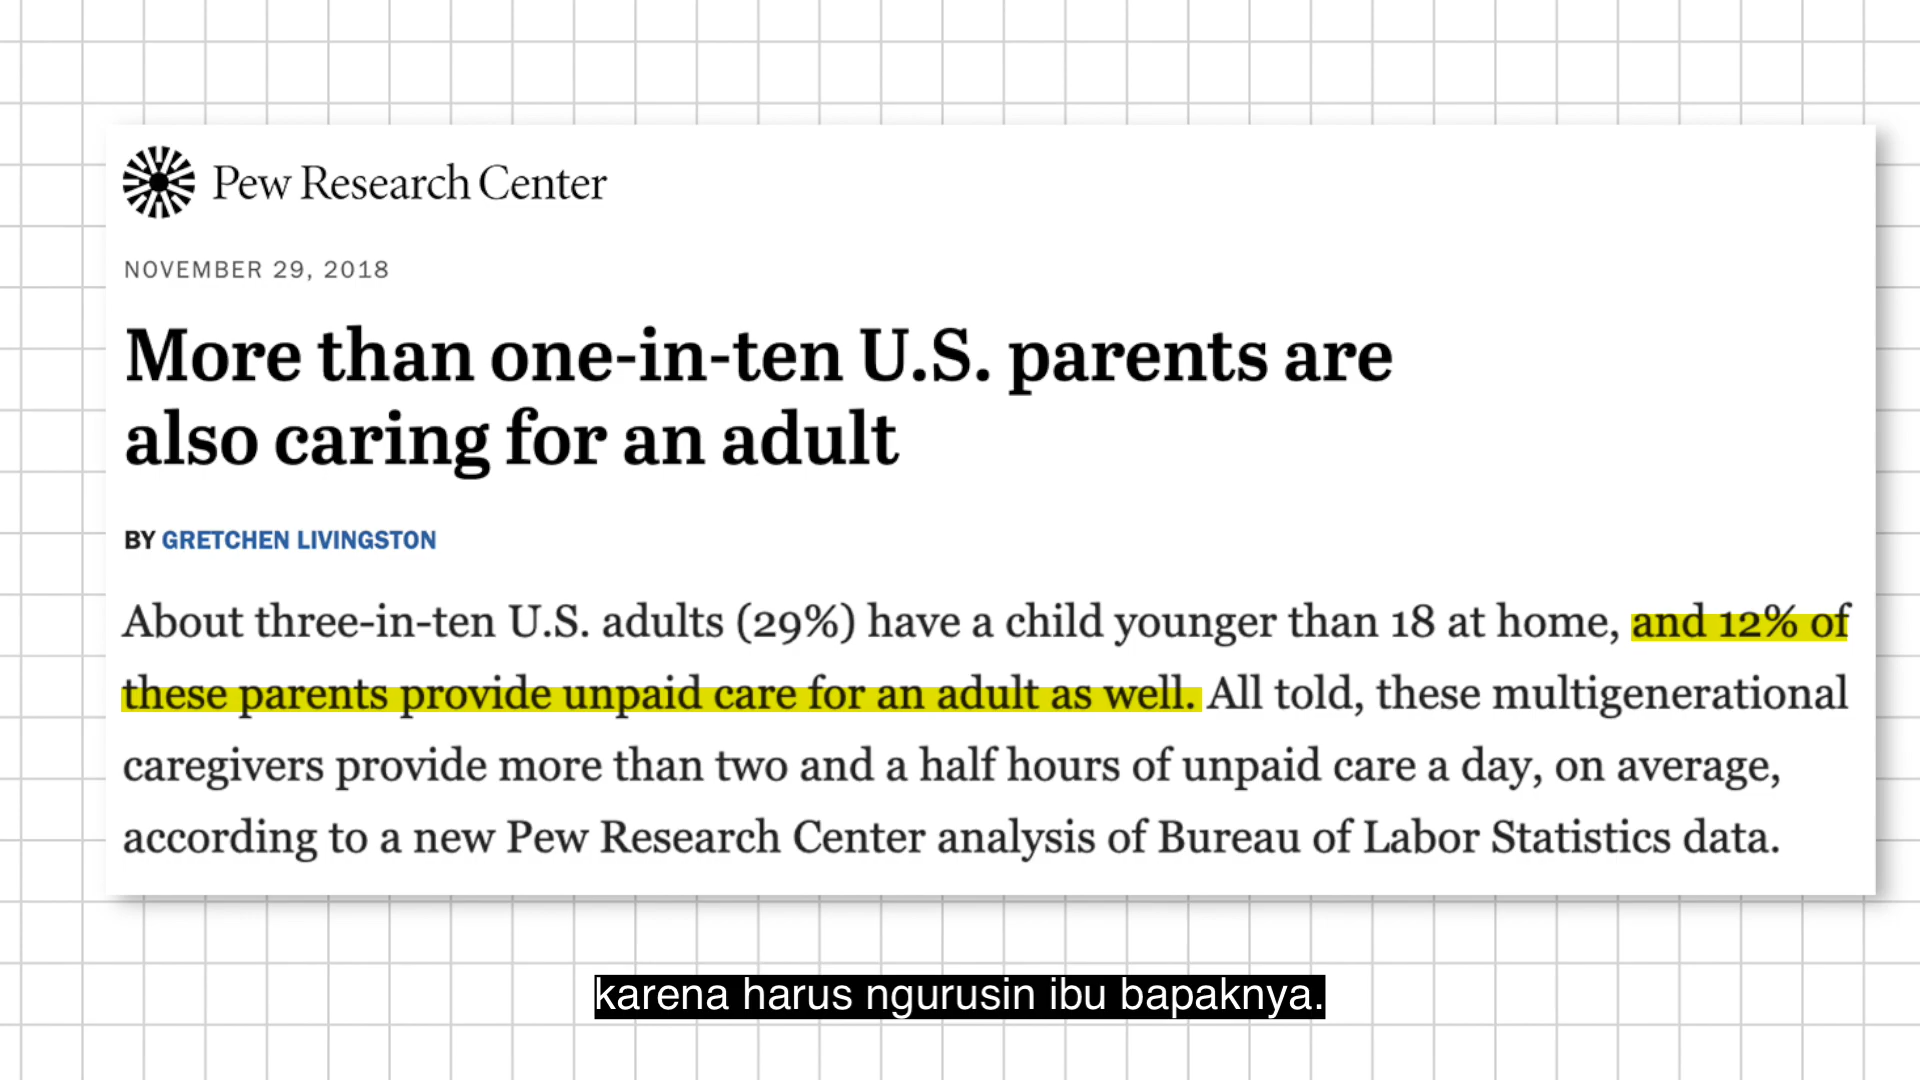 Pew Research Center
NOVEMBER 29, 2018
More than one-in-ten U.S. parents are
also caring for an adult
BY GRETCHEN LIVINGSTON
About three-in-ten U.S. adults (29%) have a child younger than 18 at home, and 12% of
these parents provide unpaid care for an adult as well. All told, these multigenerational
caregivers provide more than two and a half hours of unpaid care a day, on average,
according to a new Pew Research Center analysis of Bureau of Labor Statistics data.
karena harus ngurusin ibu bapaknya.